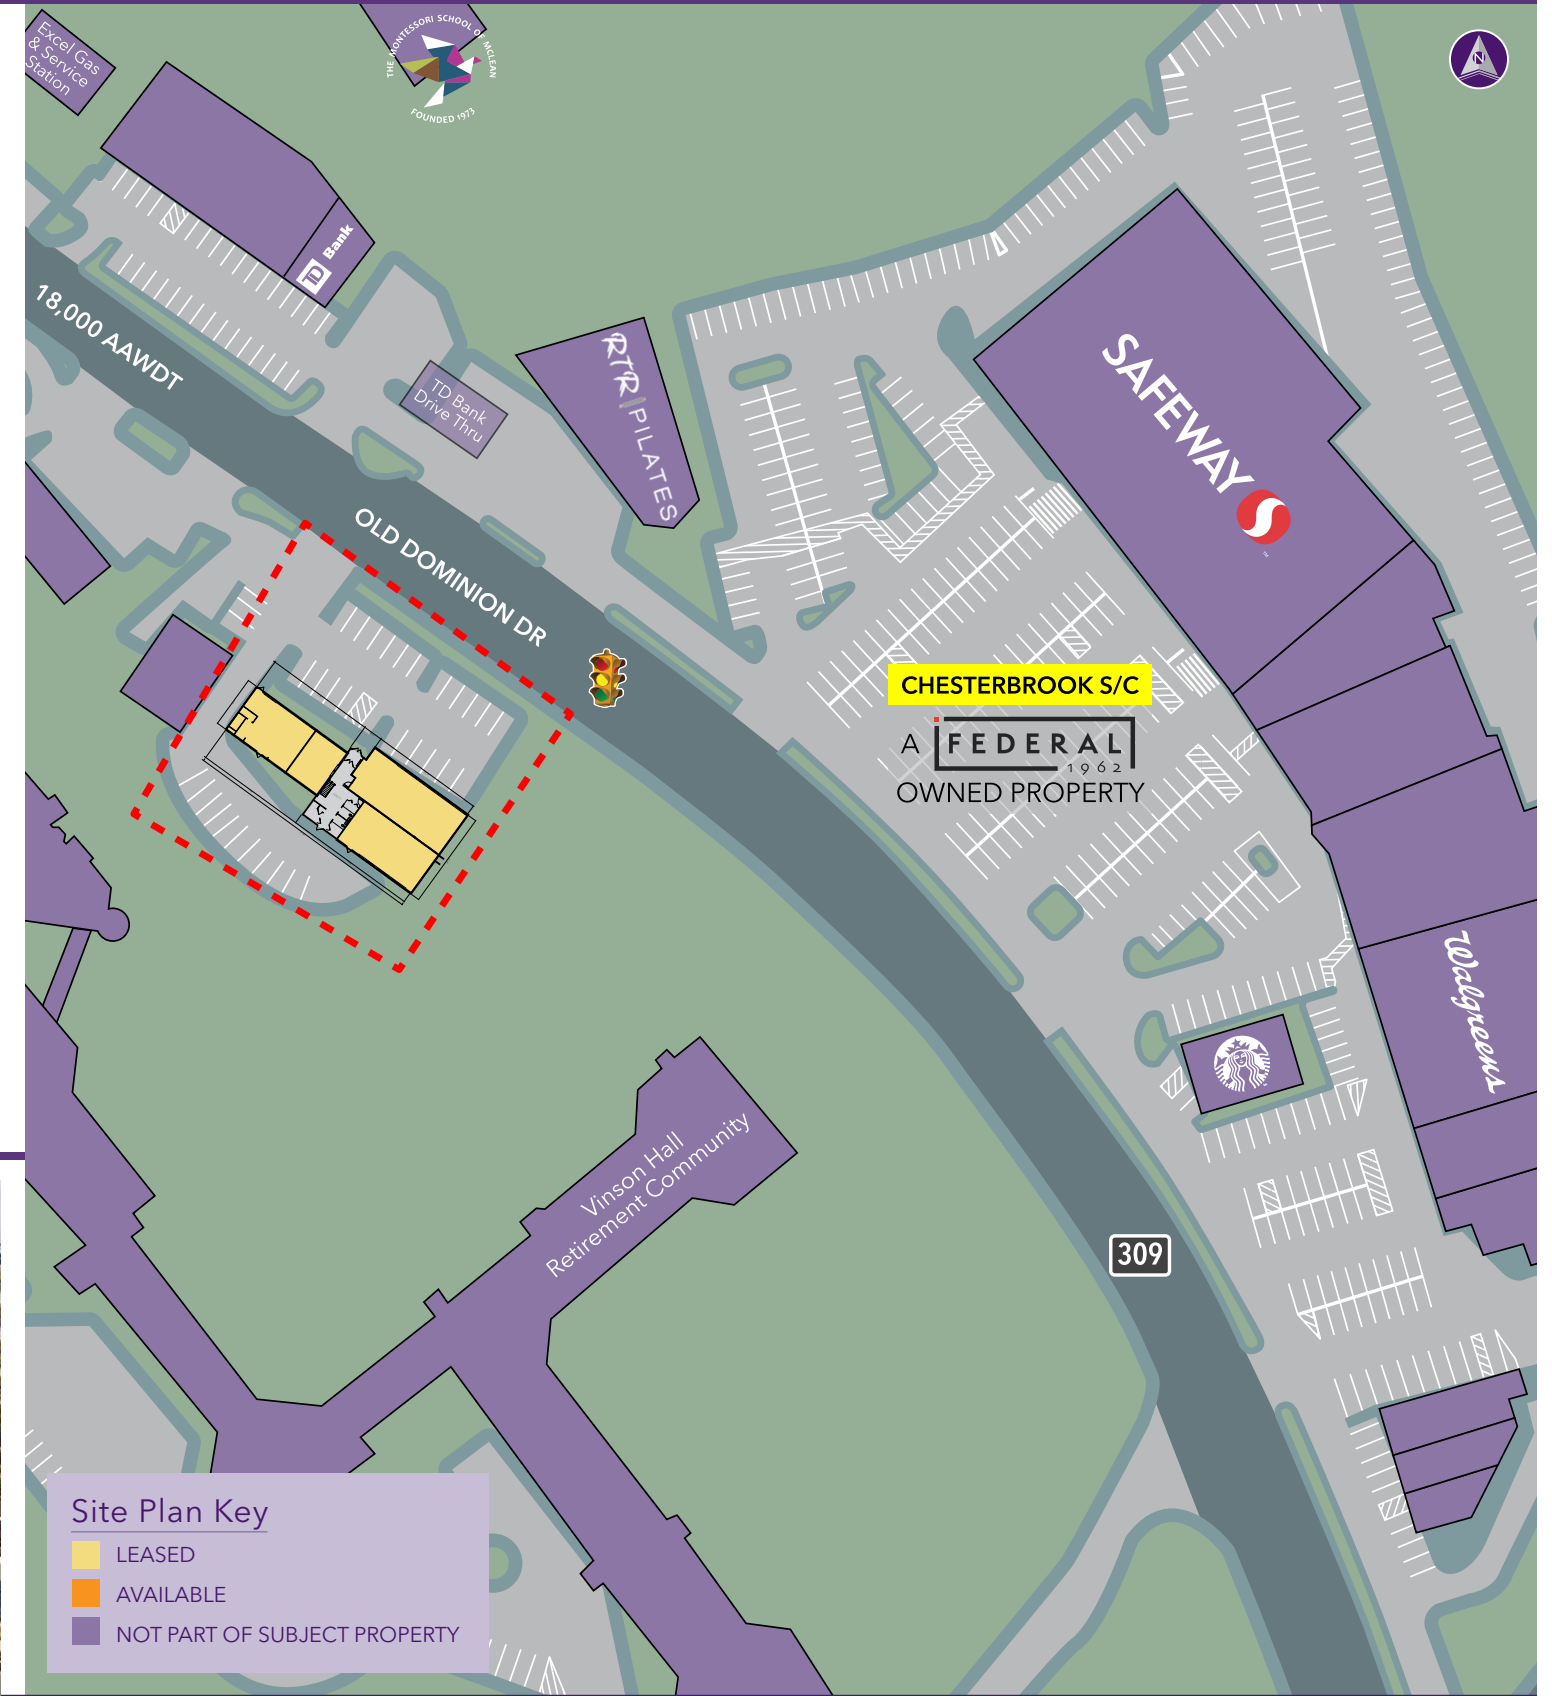 Excel Gas
& Service
Station
THE MONTESSORI SCHOOL OF MCLEAN
FOUNDED 1973
N
TD Bank
18,000 AAWDT
TD Bank
Drive Thru
RTR | PILATES
SAFEWAY
OLD DOMINION DR
CHESTERBROOK S/C
A FEDERAL
1962
OWNED PROPERTY
Walgreens
Vinson Hall
Retirement Community
309
Site Plan Key
LEASED
AVAILABLE
NOT PART OF SUBJECT PROPERTY